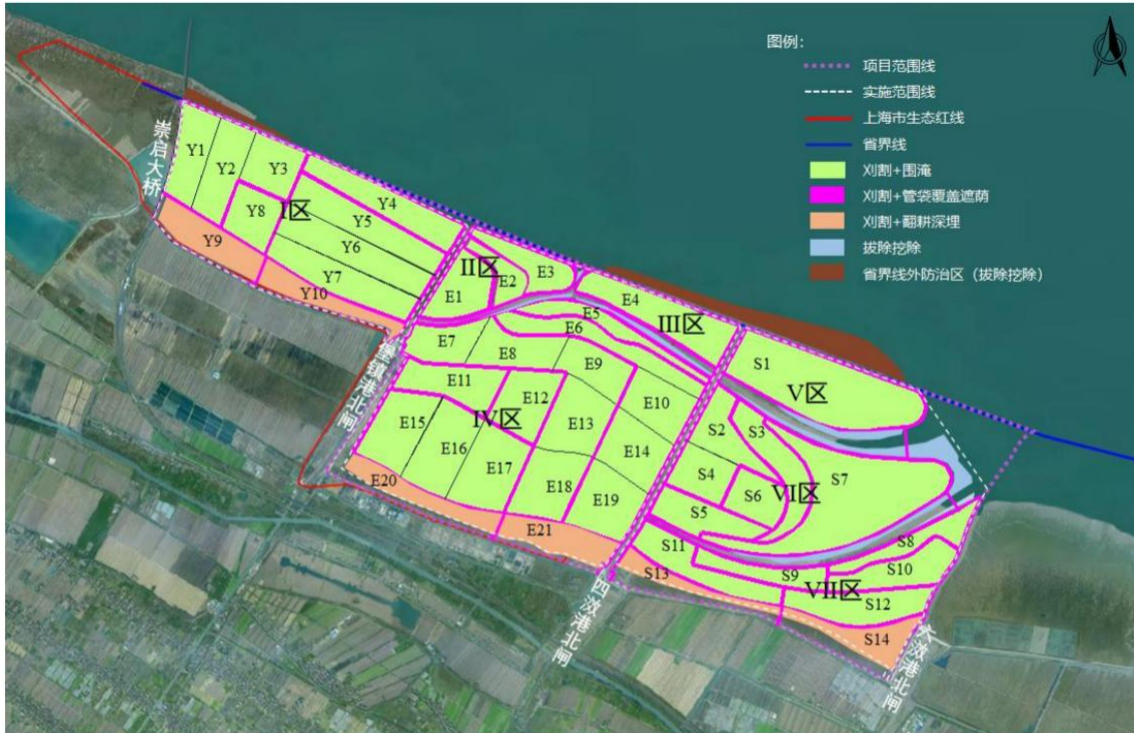 图例：
项目范围线
实施范围线
上海市生态红线
省界线
刈割+围淹
刈割+管袋覆盖遮荫
刈割+翻耕深埋
拔除挖除
省界线外防治区（拔除挖除）
崇启大桥
Y1
Y2
Y3
Y4
Y5
Y6
Y7
Y8
Y9
Y10
I区
II区
E1
E2
E3
E4
E5
E6
III区
E7
E8
E9
E10
E11
E12
E13
E14
E15
E16
E17
E18
E19
E20
E21
IV区
堡镇港北闸
S1
V区
S2
S3
S4
S5
S6
S7
VI区
S8
S9
S10
S11
S12
S13
S14
VII区
四滧港北闸
六滧港北闸